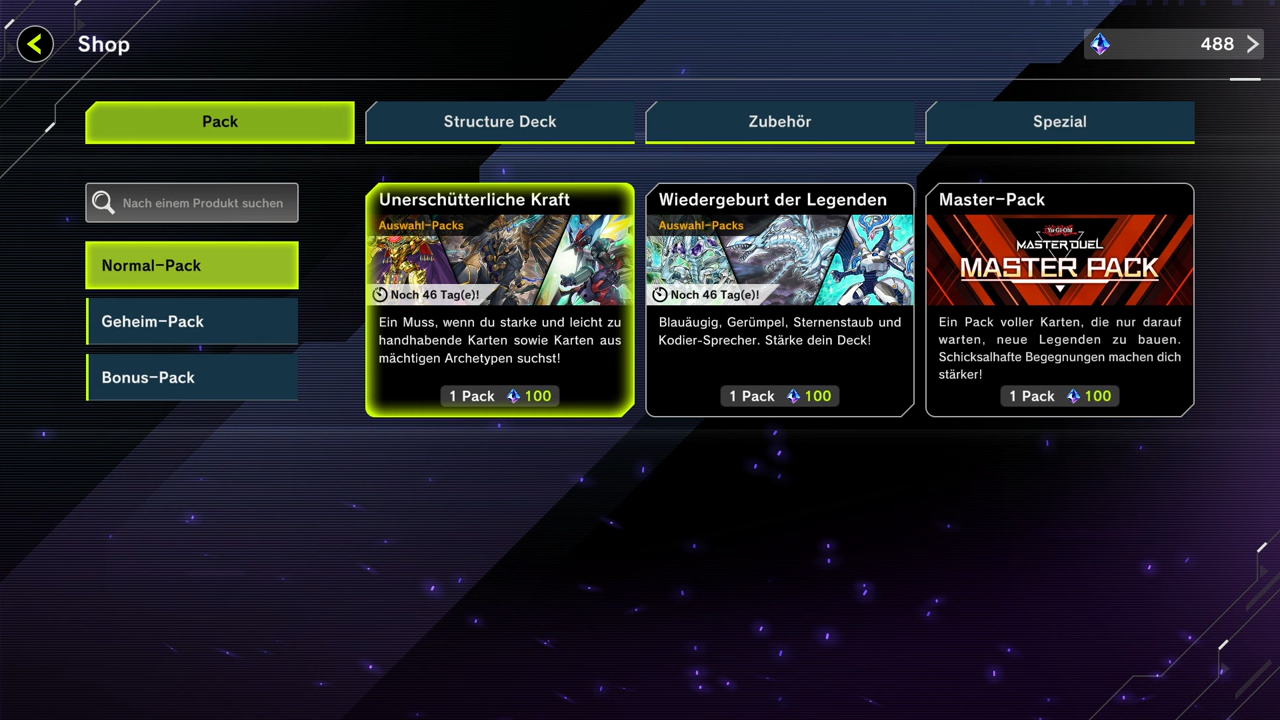 Shop
488
Pack
Structure Deck
Zubehör
Spezial
Nach einem Produkt suchen
Normal-Pack
Geheim-Pack
Bonus-Pack
Unerschütterliche Kraft
Auswahl-Packs
Noch 46 Tag(e)!
Ein Muss, wenn du starke und leicht zu
handhabende Karten sowie Karten aus
mächtigen Archetypen suchst!
1 Pack 100
Wiedergeburt der Legenden
Auswahl-Packs
Noch 46 Tag(e)!
Blauäugig, Gerümpel, Sternenstaub und
Kodier-Sprecher. Stärke dein Deck!
1 Pack 100
Master-Pack
Yu-Gi-Oh!
MASTER DUEL
MASTER PACK
Ein Pack voller Karten, die nur darauf
warten, neue Legenden zu bauen.
Schicksalhafte Begegnungen machen dich
stärker!
1 Pack 100